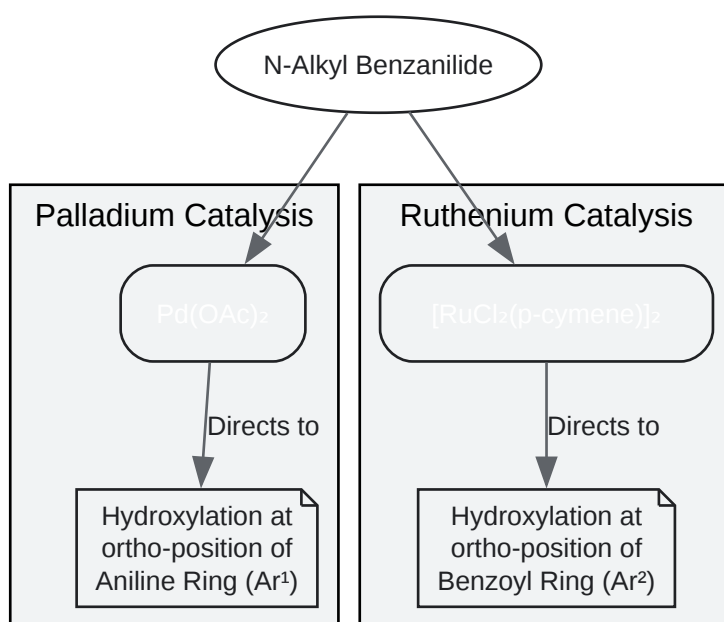 N-Alkyl Benzanilide
Palladium Catalysis
Ruthenium Catalysis
Pd(OAc)₂
[RuCl₂(p-cymene)]₂
Directs to
Directs to
Hydroxylation at
ortho-position of
Aniline Ring (Ar¹)
Hydroxylation at
ortho-position of
Benzoyl Ring (Ar²)